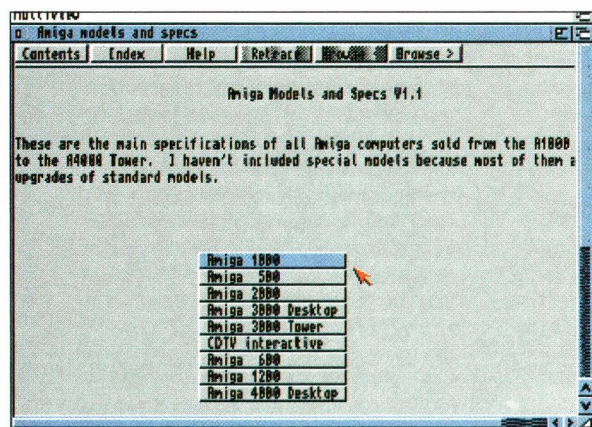 MultiView
Amiga models and specs
Contents Index Help Retrace Browse < Browse >
Amiga Models and Specs V1.1
These are the main specifications of all Amiga computers sold from the A1000
to the A4000 Tower. I haven't included special models because most of them a
upgrades of standard models.
Amiga 1000
Amiga 500
Amiga 2000
Amiga 3000 Desktop
Amiga 3000 Tower
CDTV interactive
Amiga 600
Amiga 1200
Amiga 4000 Desktop